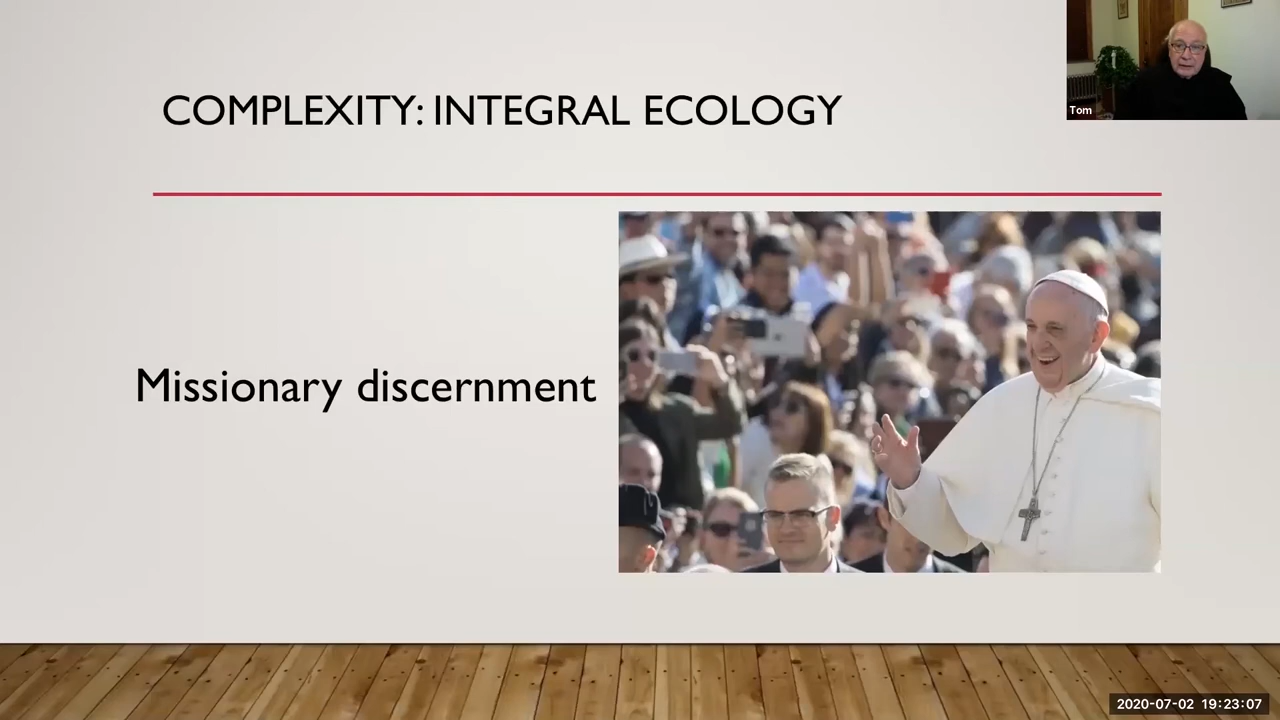 COMPLEXITY: INTEGRAL ECOLOGY
Tom
Missionary discernment
2020-07-02 19:23:07